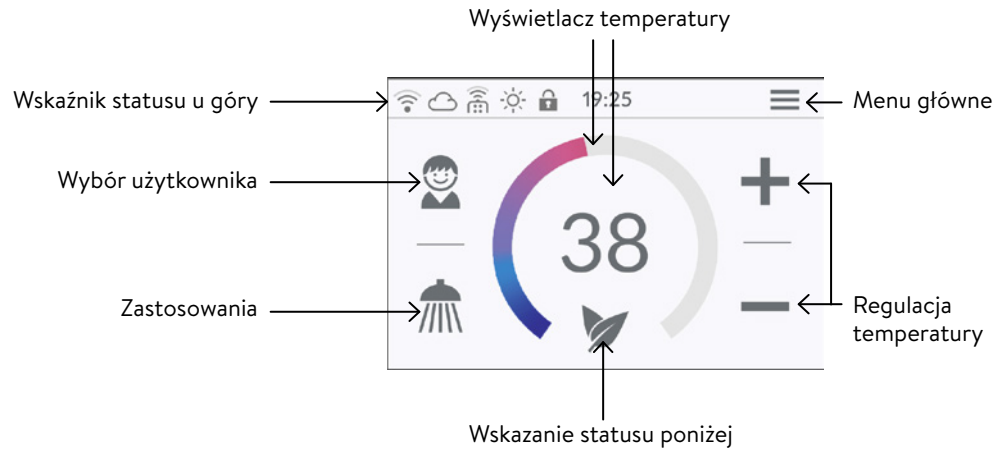 Wyświetlacz temperatury
Wskaźnik statusu u góry
19:25
Menu główne
Wybór użytkownika
38
Zastosowania
Regulacja
temperatury
Wskazanie statusu poniżej